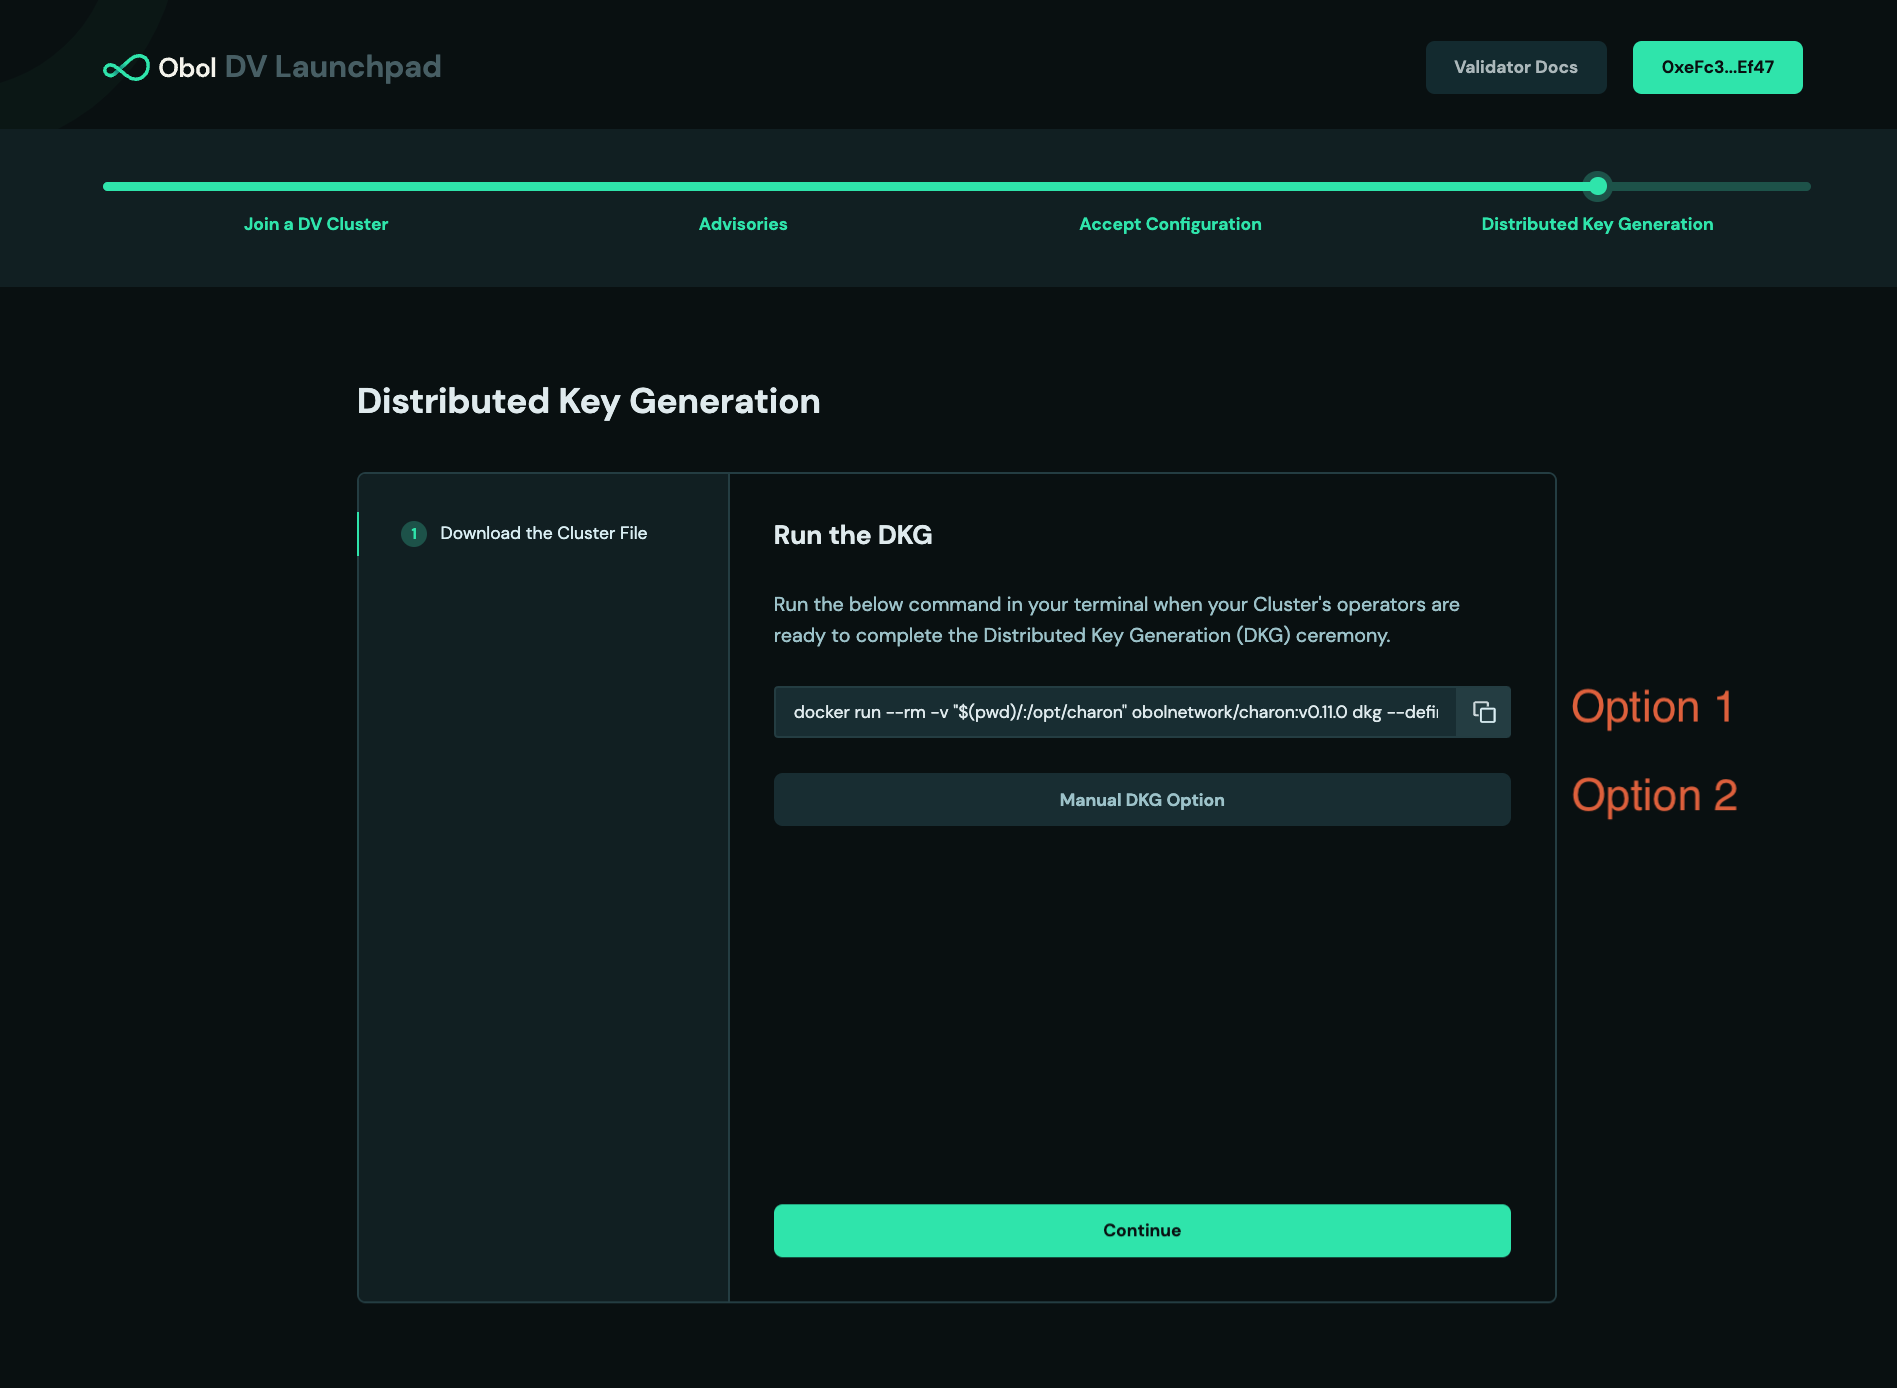 Obol DV Launchpad
Validator Docs
0xeFc3...Ef47
Join a DV Cluster
Advisories
Accept Configuration
Distributed Key Generation
Distributed Key Generation
1 Download the Cluster File
Run the DKG
Run the below command in your terminal when your Cluster's operators are
ready to complete the Distributed Key Generation (DKG) ceremony.
docker run --rm -v "$(pwd)/:/opt/charon" obolnetwork/charon:v0.11.0 dkg --defi
Option 1
Manual DKG Option
Option 2
Continue